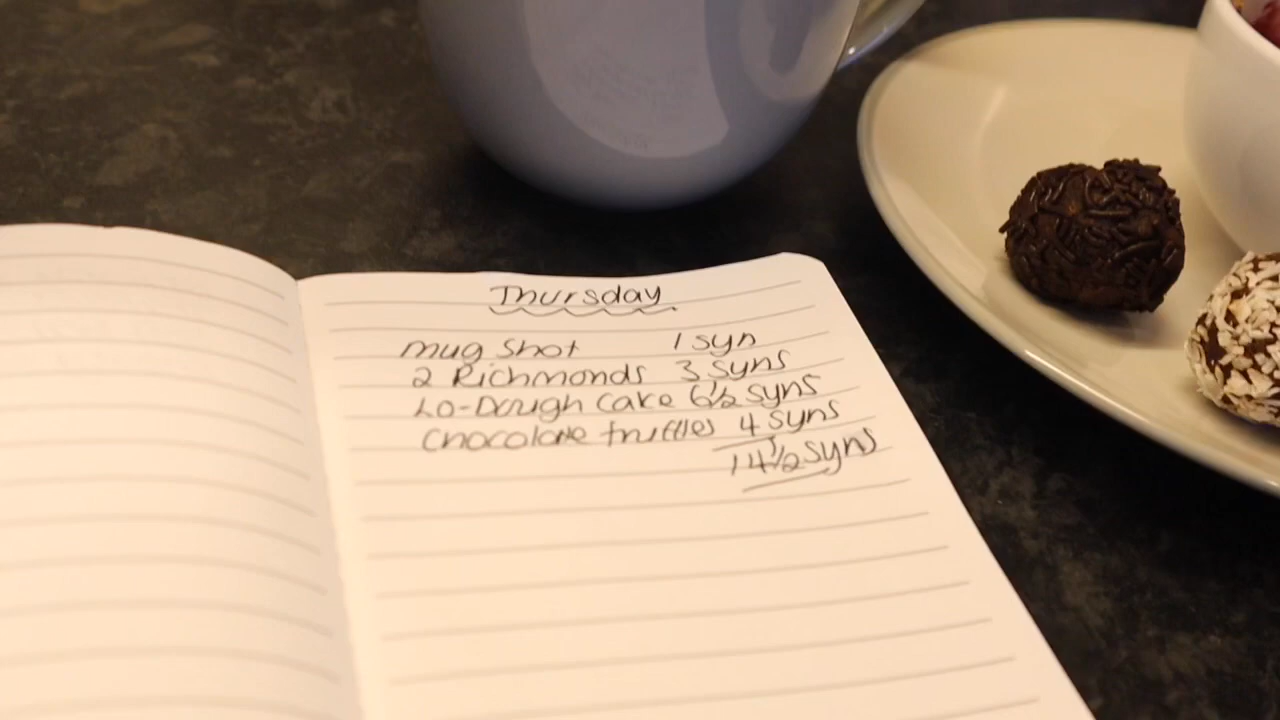 Thursday
Mug Shot 1 Syn
2 Richmonds 3 Syns
Lo-Dough Cake 6½ Syns
Chocolate truffles 4 Syns
14½ Syns